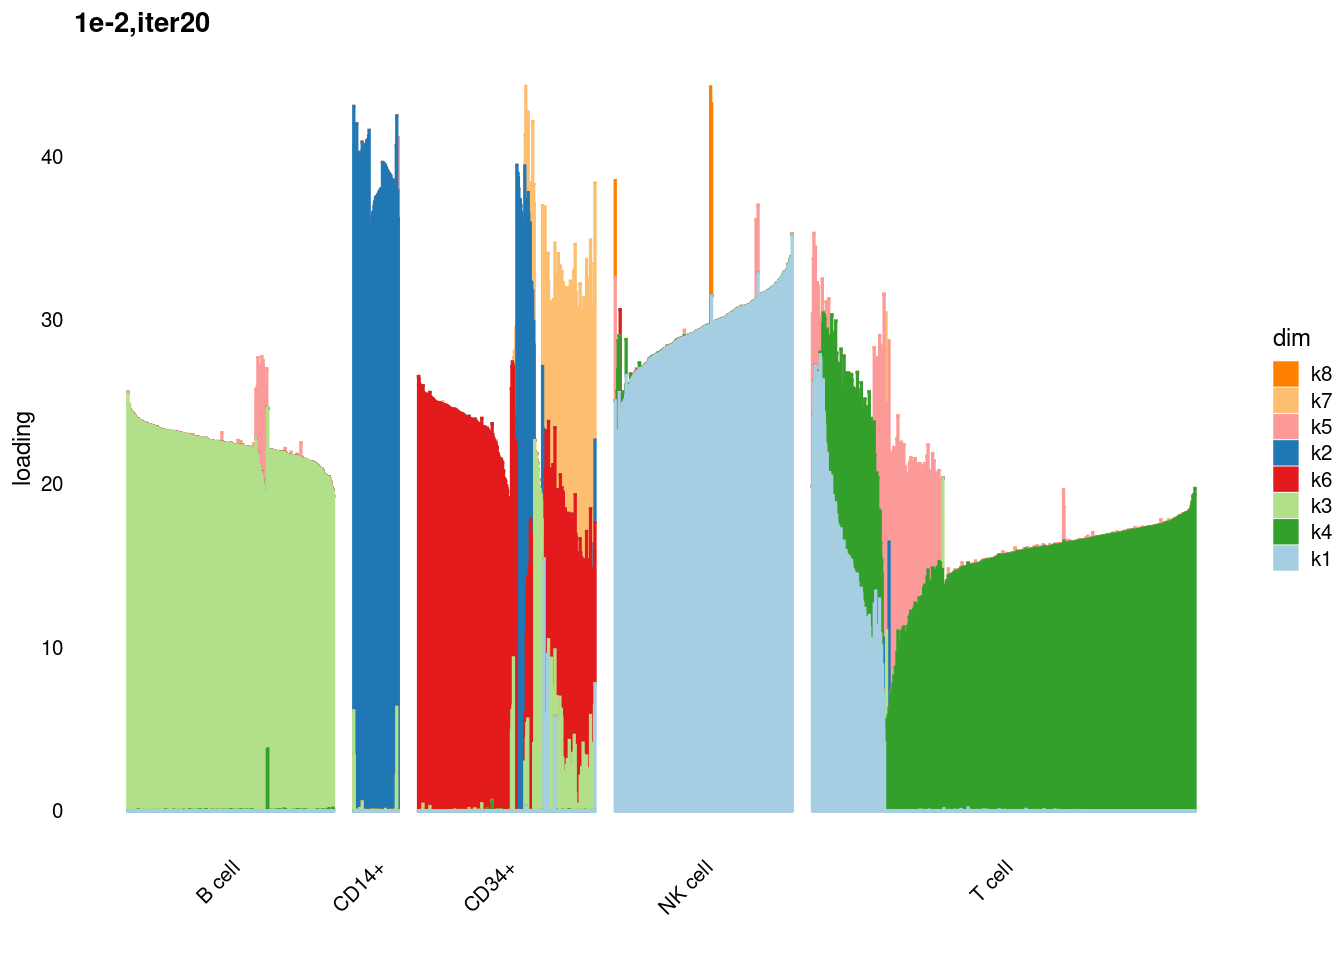 1e-2,iter20
loading
40
30
20
10
0
B cell
CD14+
CD34+
NK cell
T cell
dim
k8
k7
k5
k2
k6
k3
k4
k1